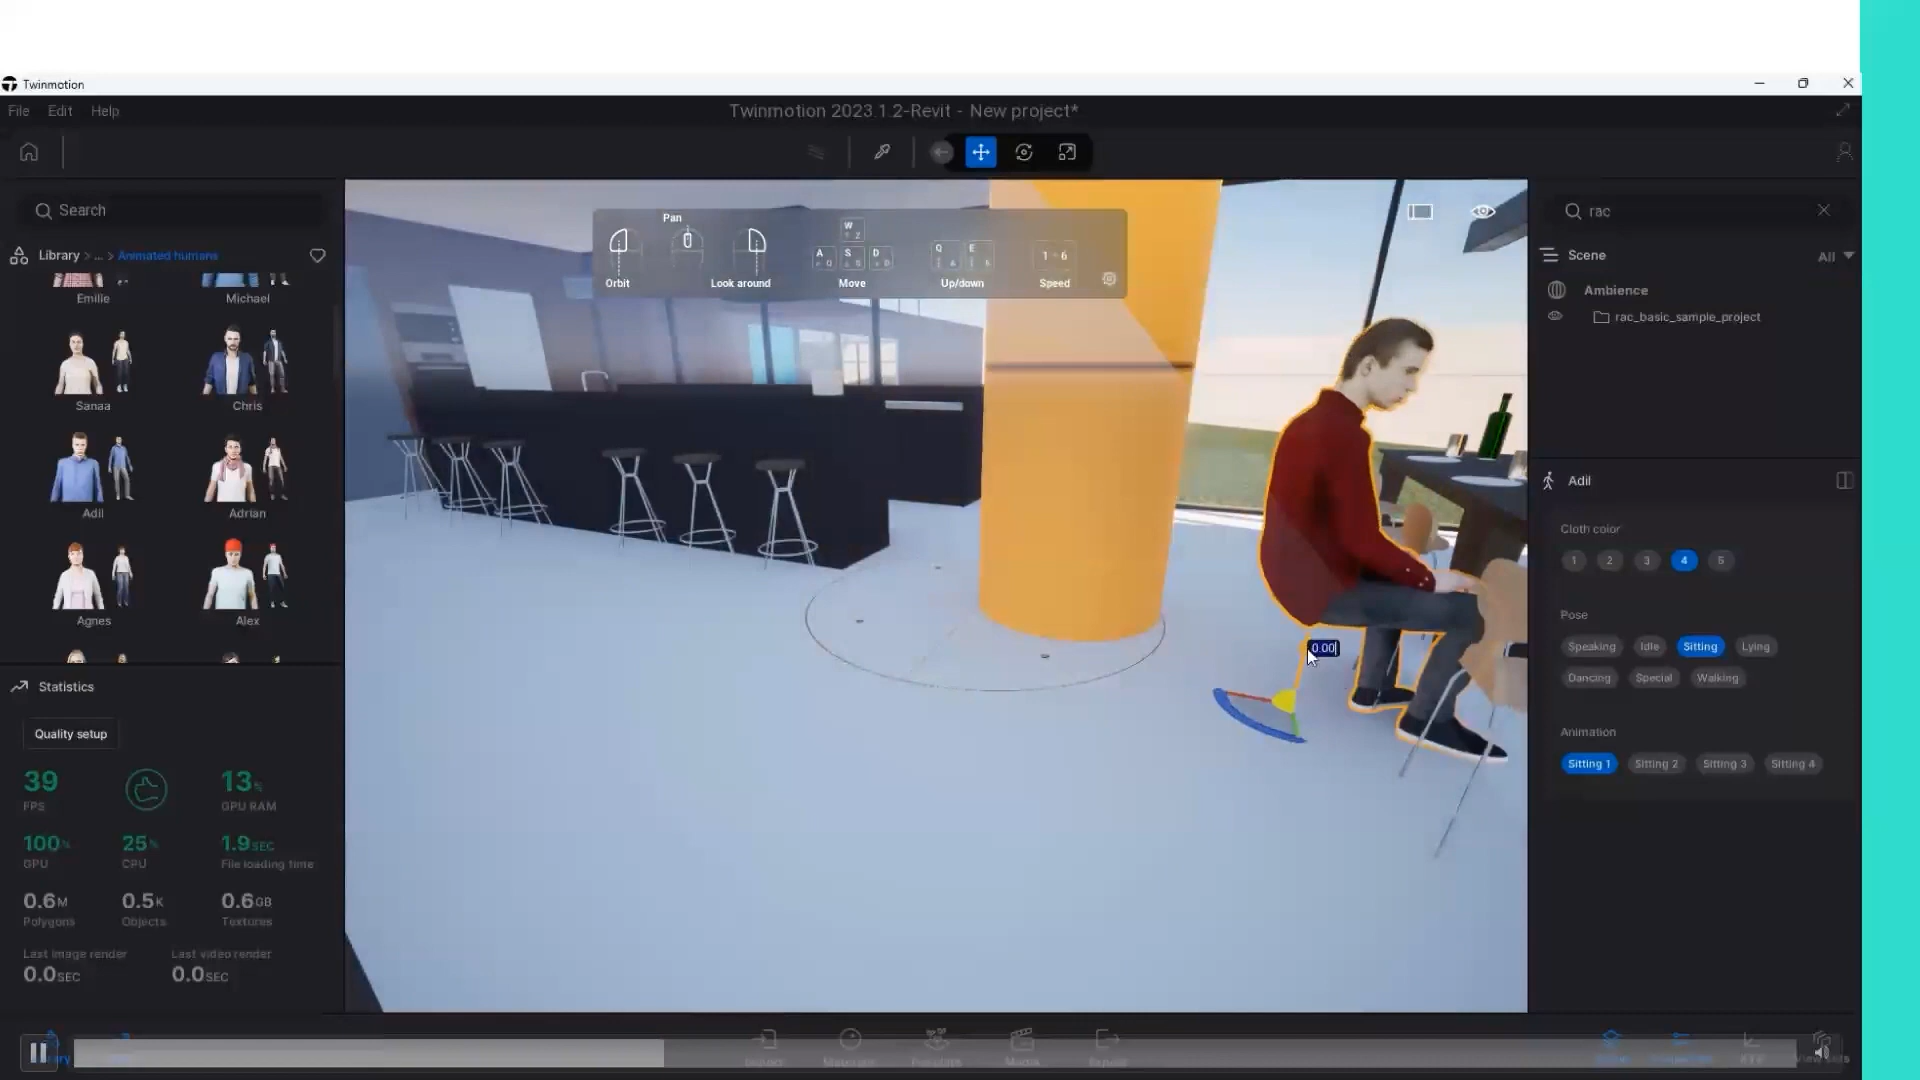 Twinmotion
File Edit Help
Twinmotion 2023.1.2-Revit - New project*
Search
Library > ... > Animated humans
Emilie Michael
Sanaa Chris
Adil Adrian
Agnes Alex
Statistics
Quality setup
39 13%
FPS GPU RAM
100% 25% 1.9SEC
GPU CPU File loading time
0.6M 0.5K 0.6GB
Polygons Objects Textures
Last image render Last video render
0.0SEC 0.0SEC
Pan
W
A S D
Q E
1 - 6
Orbit Look around Move Up/down Speed
0.00
rac
Scene All
Ambience
rac_basic_sample_project
Adil
Cloth color
1 2 3 4 5
Pose
Speaking Idle Sitting Lying
Dancing Special Walking
Animation
Sitting 1 Sitting 2 Sitting 3 Sitting 4